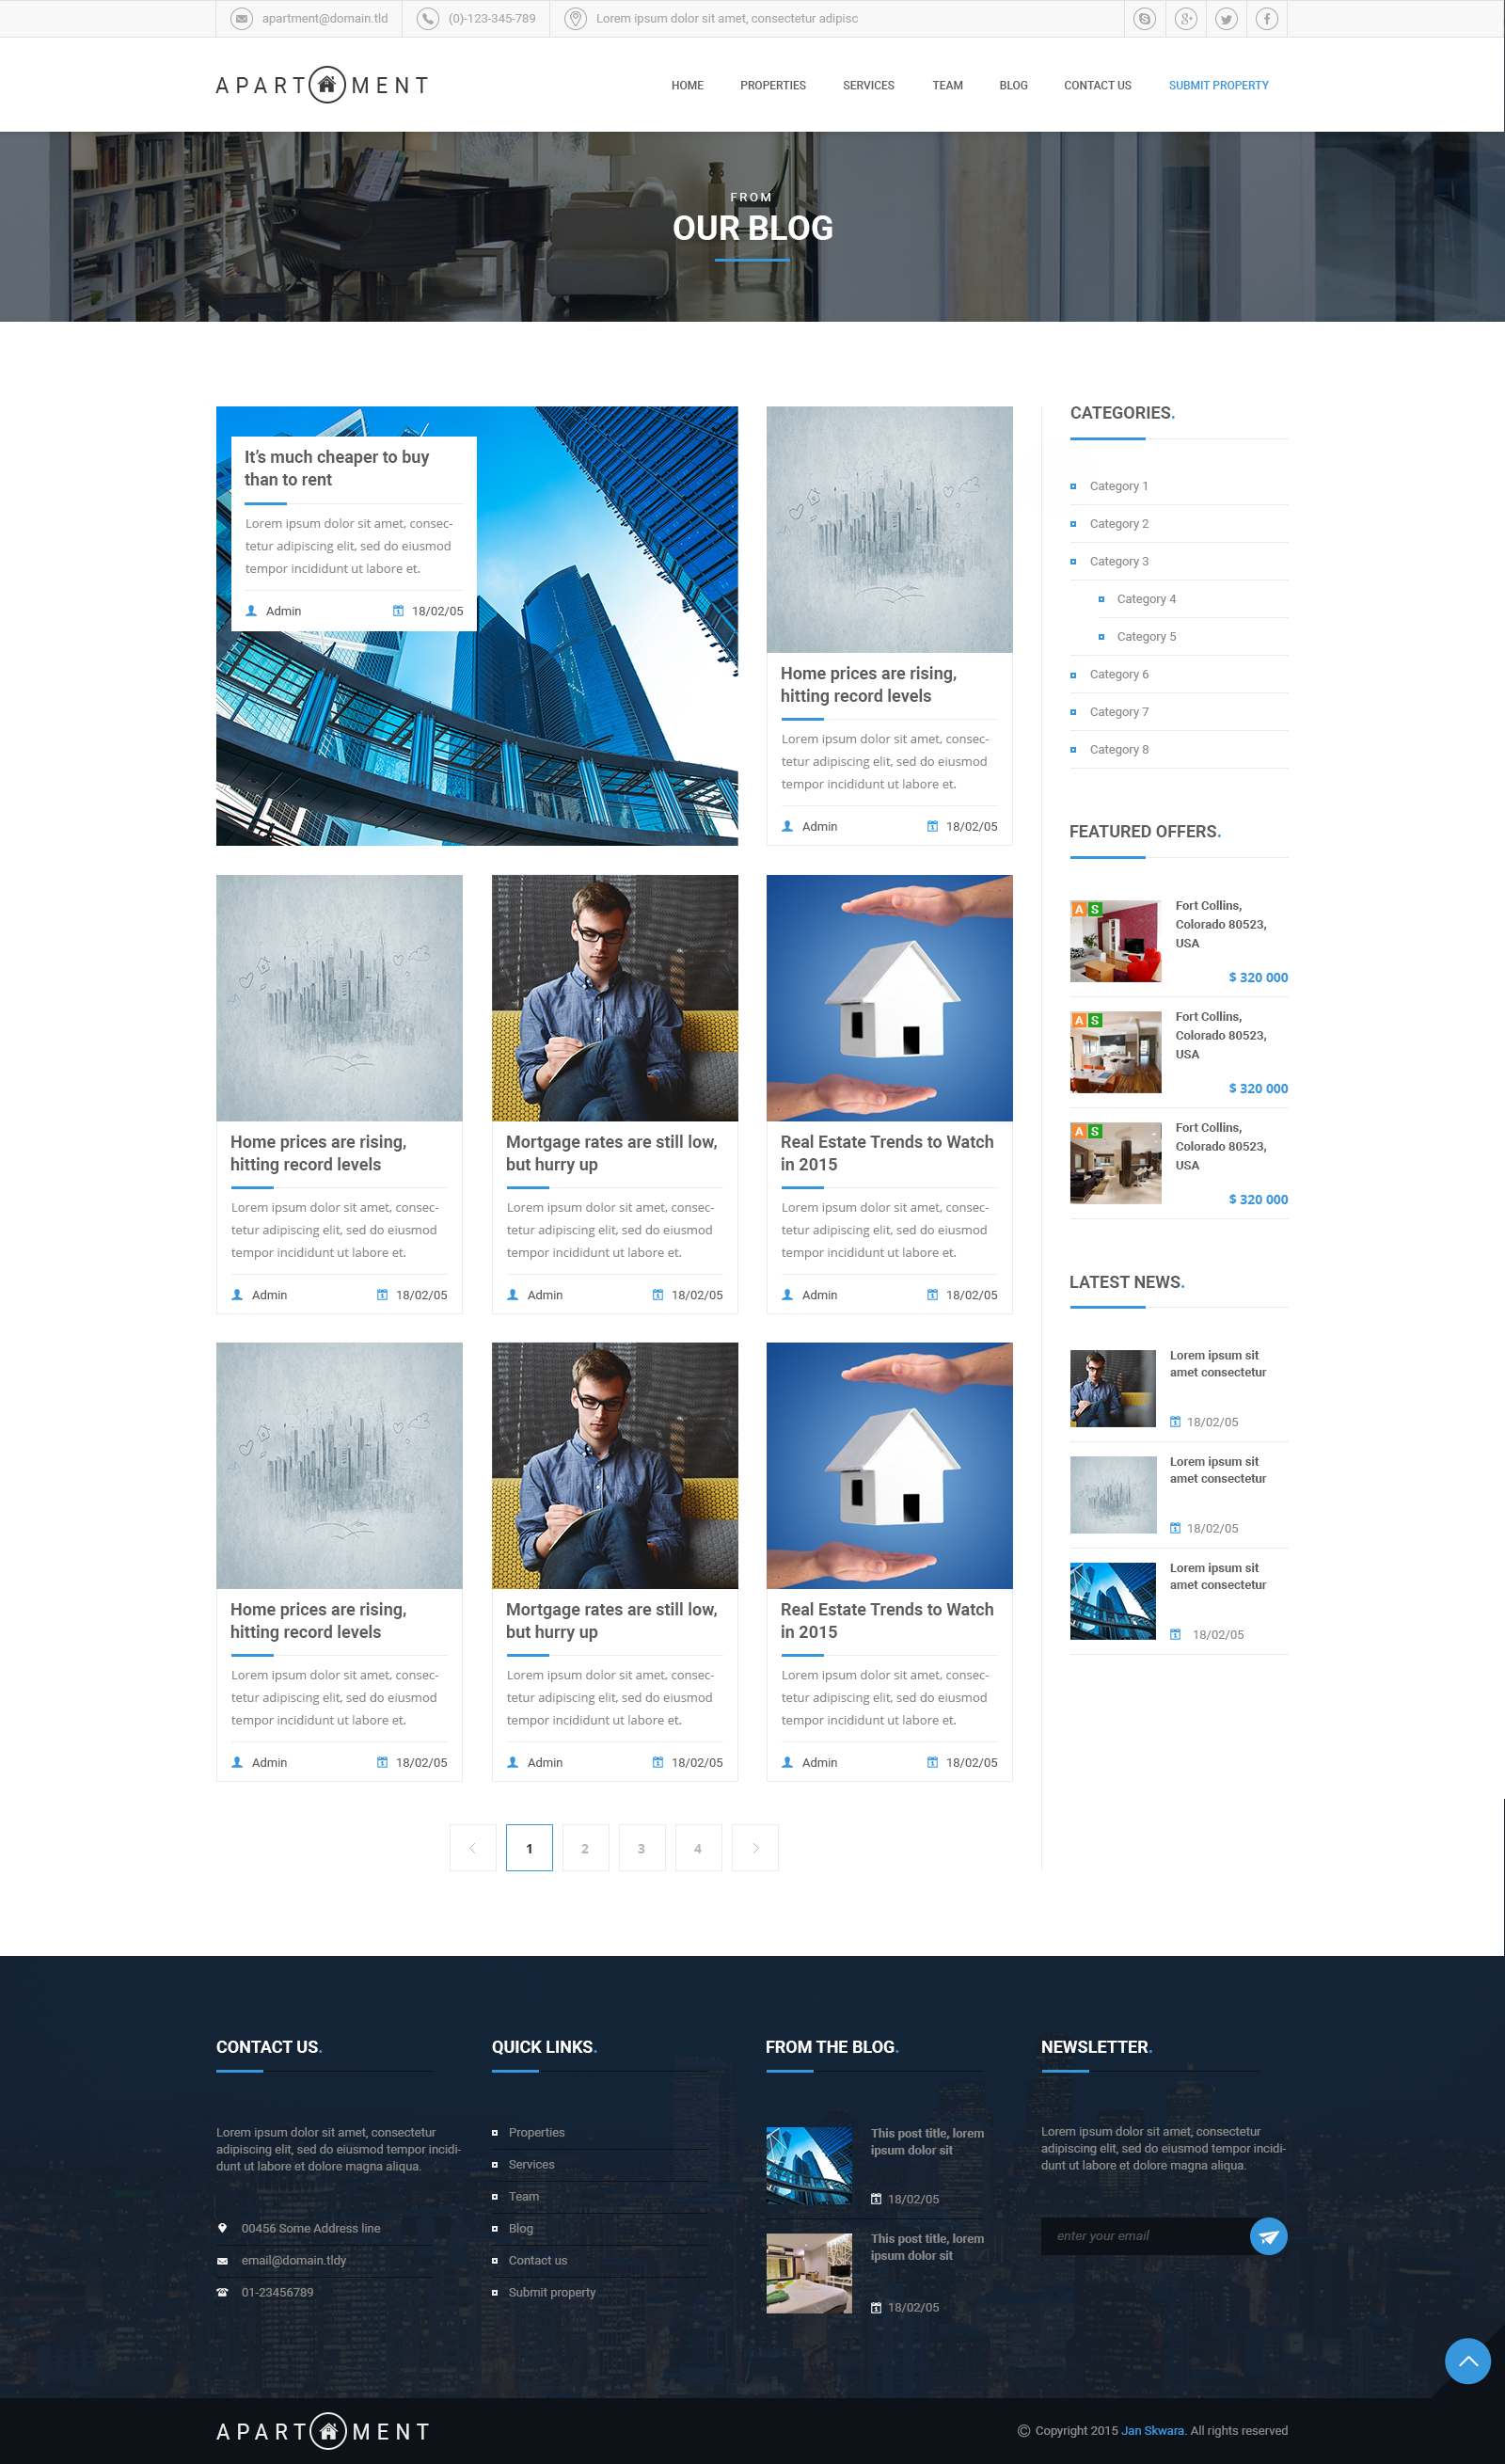 apartment@domain.tld (0)-123-345-789 Lorem ipsum dolor sit amet, consectetur adipisc
APARTMENT
HOME PROPERTIES SERVICES TEAM BLOG CONTACT US SUBMIT PROPERTY
FROM
OUR BLOG
It's much cheaper to buy
than to rent
Lorem ipsum dolor sit amet, consec-
tetur adipiscing elit, sed do eiusmod
tempor incididunt ut labore et.
Admin 18/02/05
Home prices are rising,
hitting record levels
Lorem ipsum dolor sit amet, consec-
tetur adipiscing elit, sed do eiusmod
tempor incididunt ut labore et.
Admin 18/02/05
Home prices are rising,
hitting record levels
Lorem ipsum dolor sit amet, consec-
tetur adipiscing elit, sed do eiusmod
tempor incididunt ut labore et.
Admin 18/02/05
Mortgage rates are still low,
but hurry up
Lorem ipsum dolor sit amet, consec-
tetur adipiscing elit, sed do eiusmod
tempor incididunt ut labore et.
Admin 18/02/05
Real Estate Trends to Watch
in 2015
Lorem ipsum dolor sit amet, consec-
tetur adipiscing elit, sed do eiusmod
tempor incididunt ut labore et.
Admin 18/02/05
Home prices are rising,
hitting record levels
Lorem ipsum dolor sit amet, consec-
tetur adipiscing elit, sed do eiusmod
tempor incididunt ut labore et.
Admin 18/02/05
Mortgage rates are still low,
but hurry up
Lorem ipsum dolor sit amet, consec-
tetur adipiscing elit, sed do eiusmod
tempor incididunt ut labore et.
Admin 18/02/05
Real Estate Trends to Watch
in 2015
Lorem ipsum dolor sit amet, consec-
tetur adipiscing elit, sed do eiusmod
tempor incididunt ut labore et.
Admin 18/02/05
1 2 3 4
CATEGORIES.
Category 1
Category 2
Category 3
Category 4
Category 5
Category 6
Category 7
Category 8
FEATURED OFFERS.
A S
Fort Collins,
Colorado 80523,
USA
$ 320 000
A S
Fort Collins,
Colorado 80523,
USA
$ 320 000
A S
Fort Collins,
Colorado 80523,
USA
$ 320 000
LATEST NEWS.
Lorem ipsum sit
amet consectetur
18/02/05
Lorem ipsum sit
amet consectetur
18/02/05
Lorem ipsum sit
amet consectetur
18/02/05
CONTACT US.
Lorem ipsum dolor sit amet, consectetur
adipiscing elit, sed do eiusmod tempor incidi-
dunt ut labore et dolore magna aliqua.
00456 Some Address line
email@domain.tldy
01-23456789
QUICK LINKS.
Properties
Services
Team
Blog
Contact us
Submit property
FROM THE BLOG.
This post title, lorem
ipsum dolor sit
18/02/05
This post title, lorem
ipsum dolor sit
18/02/05
NEWSLETTER.
Lorem ipsum dolor sit amet, consectetur
adipiscing elit, sed do eiusmod tempor incidi-
dunt ut labore et dolore magna aliqua.
enter your email
APARTMENT
© Copyright 2015 Jan Skwara. All rights reserved